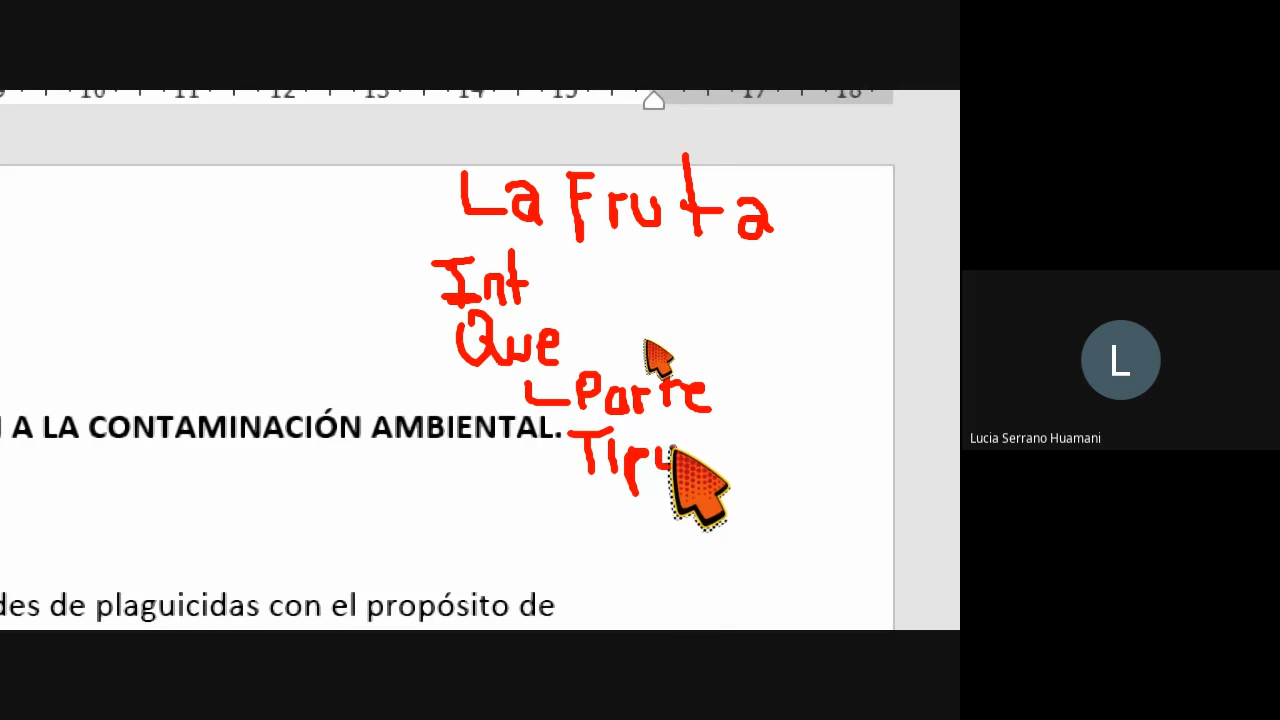 10 11 12 13 14 15 17 18
La Fruta
Int
Que
Parte
A LA CONTAMINACIÓN AMBIENTAL.
Tip
des de plaguicidas con el propósito de
L
Lucia Serrano Huamani